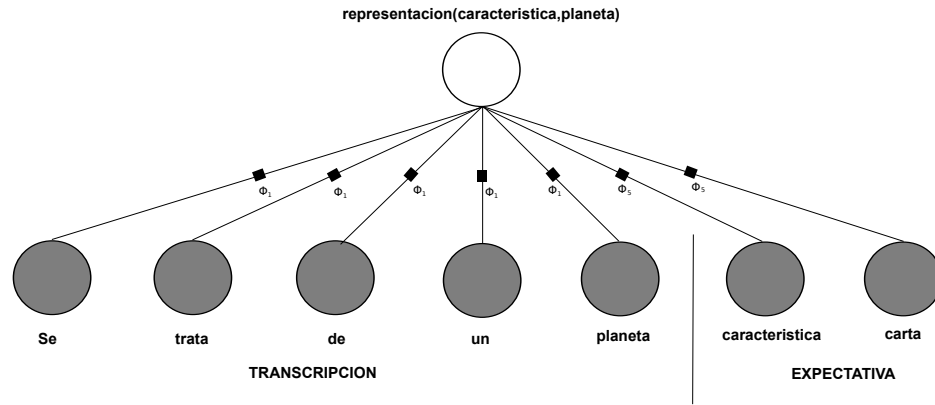 representacion(caracteristica,planeta)
Φ₁ Φ₁ Φ₁ Φ₁ Φ₁ Φ₅ Φ₅
Se trata de un planeta caracteristica carta
TRANSCRIPCION EXPECTATIVA